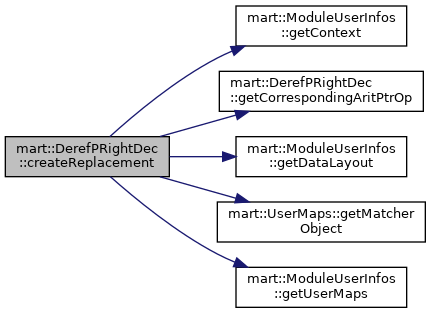 mart::ModuleUserInfos
::getContext
mart::DerefPRightDec
::getCorrespondingAritPtrOp
mart::DerefPRightDec
::createReplacement
mart::ModuleUserInfos
::getDataLayout
mart::UserMaps::getMatcher
Object
mart::ModuleUserInfos
::getUserMaps